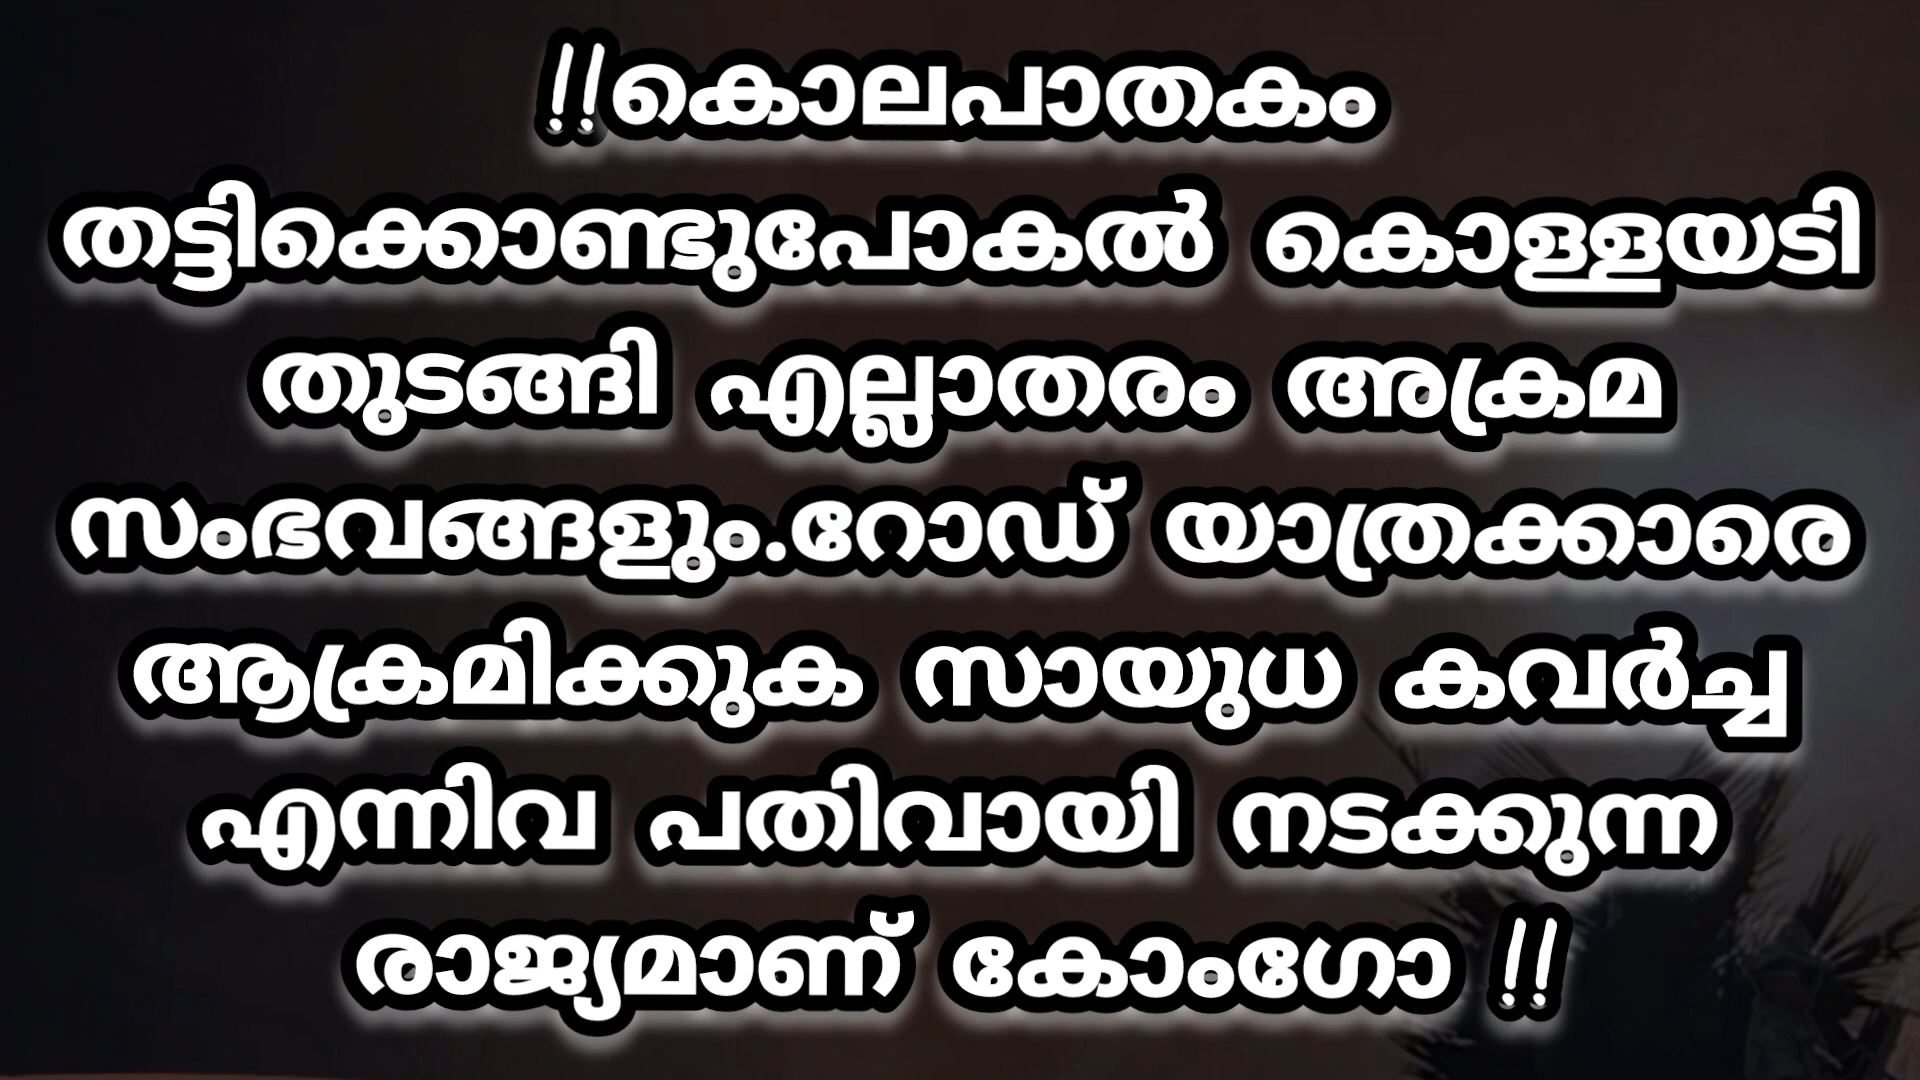 !!കൊലപാതകം
തട്ടിക്കൊണ്ടുപോകൽ കൊള്ളയടി
തുടങ്ങി എല്ലാതരം അക്രമ
സംഭവങ്ങളും.റോഡ് യാത്രക്കാരെ
ആക്രമിക്കുക സായുധ കവർച്ച
എന്നിവ പതിവായി നടക്കുന്ന
രാജ്യമാണ് കോംഗോ !!